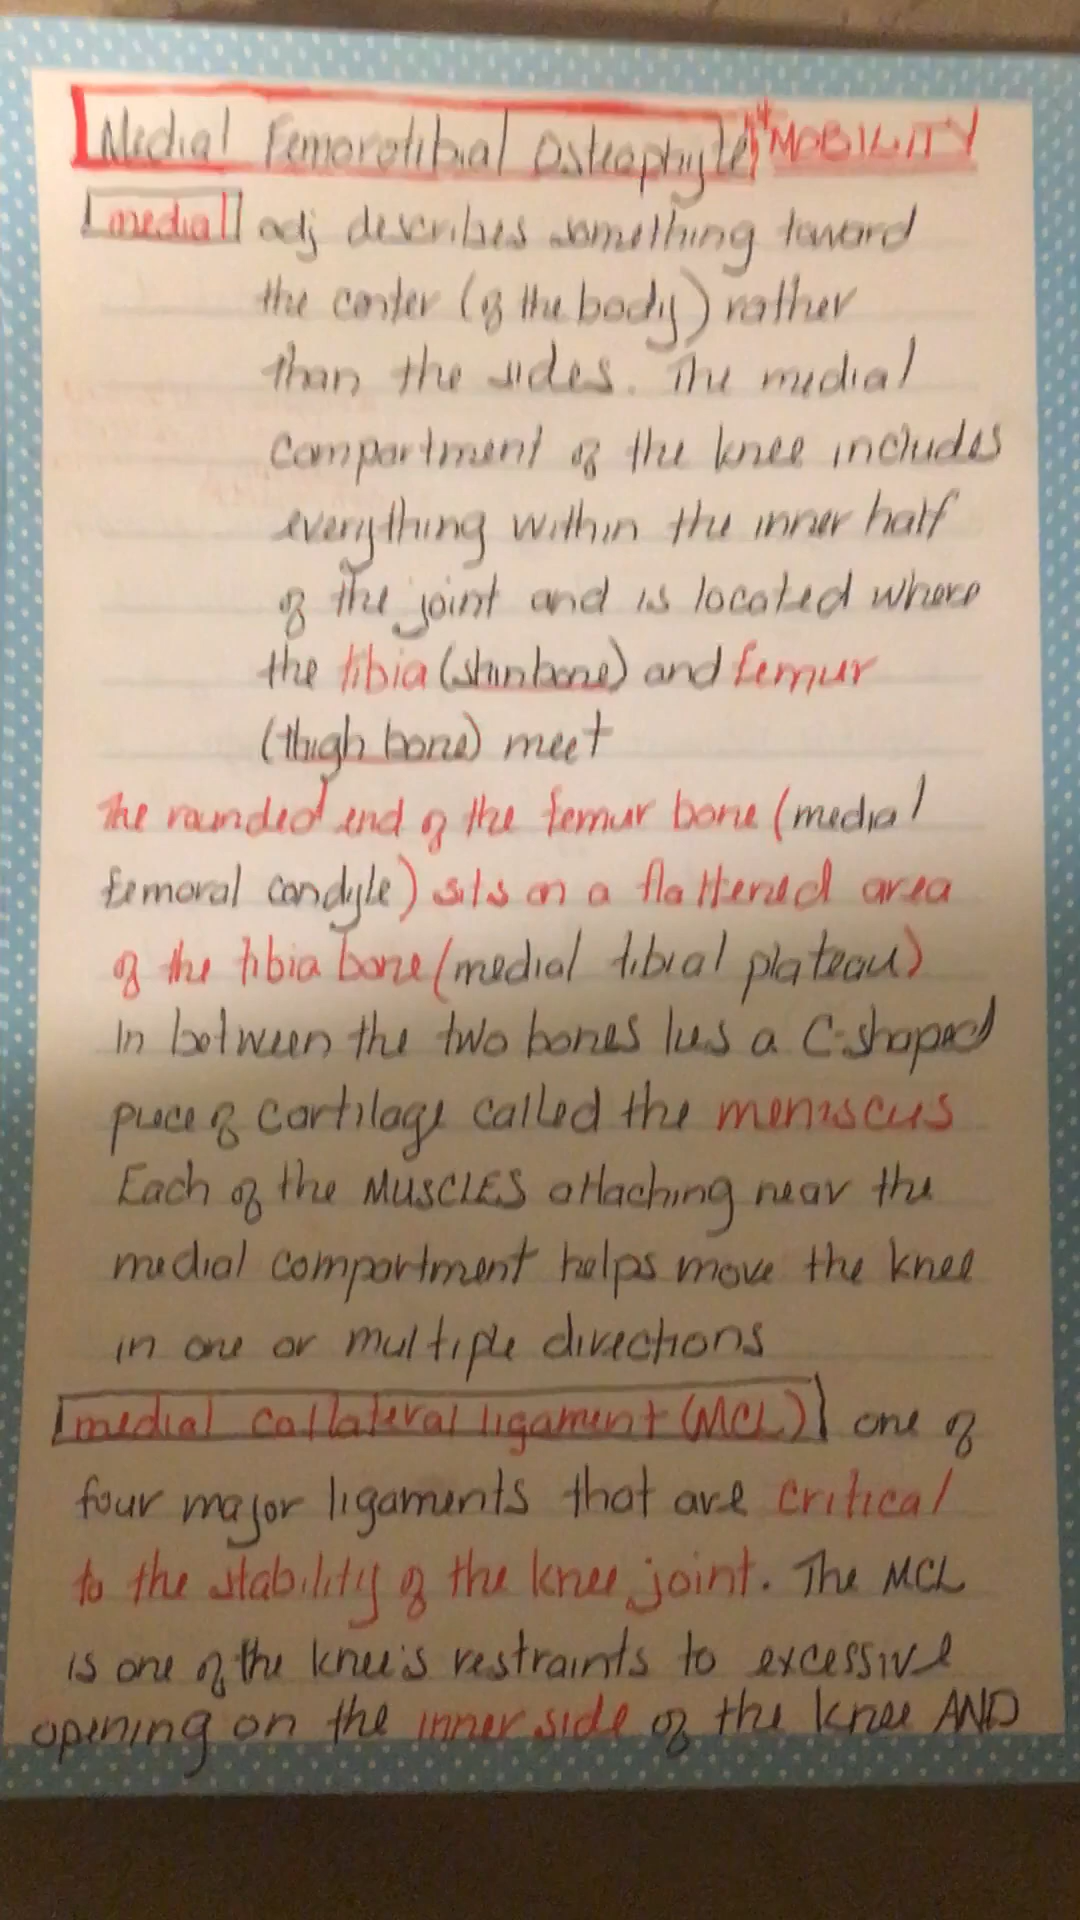 Medial Femorotibial Osteophyte, "MOBILITY
medial adj describes something toward
the center (of the body) rather
than the sides. The medial
compartment of the knee includes
everything within the inner half
of the joint and is located where
the tibia (shinbone) and femur
(thigh bone) meet
The rounded end of the femur bone (medial
femoral condyle) sits on a flattened area
of the tibia bone (medial tibial plateau)
In between the two bones lies a C-shaped
piece of cartilage called the meniscus
Each of the MUSCLES attaching near the
medial compartment helps move the knee
in one or multiple directions
medial collateral ligament (MCL) one of
four major ligaments that are critical
to the stability of the knee joint. The MCL
is one of the knee's restraints to excessive
opening on the inner side of the knee AND